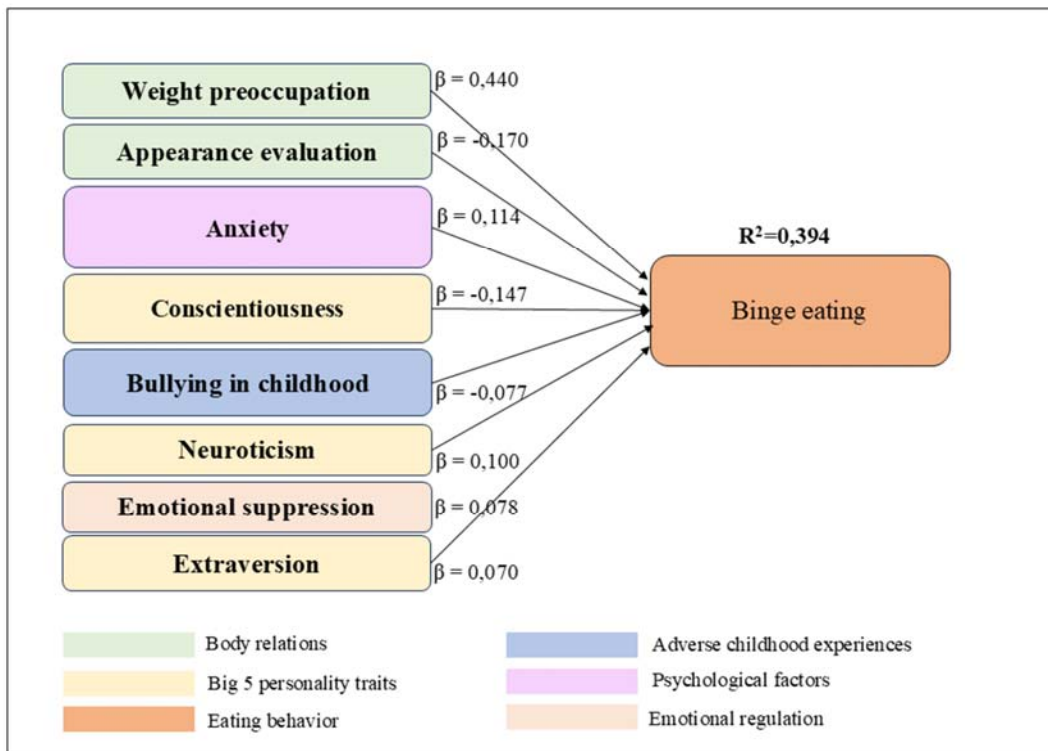 Weight preoccupation
β = 0,440
Appearance evaluation
β = -0,170
Anxiety
β = 0,114
Conscientiousness
β = -0,147
Bullying in childhood
β = -0,077
Neuroticism
β = 0,100
Emotional suppression
β = 0,078
Extraversion
β = 0,070
R²=0,394
Binge eating
Body relations
Big 5 personality traits
Eating behavior
Adverse childhood experiences
Psychological factors
Emotional regulation